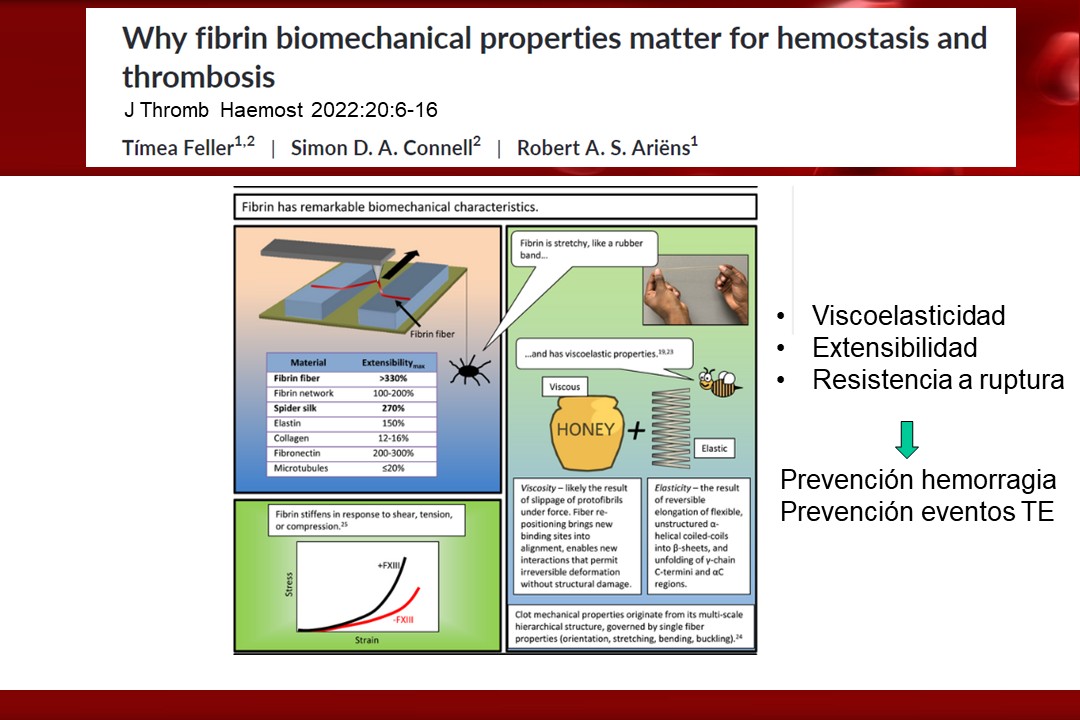 Why fibrin biomechanical properties matter for hemostasis and
thrombosis
J Thromb Haemost 2022:20:6-16
Tímea Feller1,2 | Simon D. A. Connell2 | Robert A. S. Ariëns1
Fibrin has remarkable biomechanical characteristics.
Fibrin fiber
Material Extensibilitymax
Fibrin fiber >330%
Fibrin network 100-200%
Spider silk 270%
Elastin 150%
Collagen 12-16%
Fibronectin 200-300%
Microtubules ≤20%
Fibrin stiffens in response to shear, tension,
or compression.25
Stress
+FXIII
-FXIII
Strain
Fibrin is stretchy, like a rubber
band…
…and has viscoelastic properties.19,23
Viscous
HONEY
+
Elastic
Viscosity – likely the result
of slippage of protofibrils
under force. Fiber re-
positioning brings new
binding sites into
alignment, enables new
interactions that permit
irreversible deformation
without structural damage.
Elasticity – the result
of reversible
elongation of flexible,
unstructured α-
helical coiled-coils
into β-sheets, and
unfolding of γ-chain
C-termini and αC
regions.
Clot mechanical properties originate from its multi-scale
hierarchical structure, governed by single fiber
properties (orientation, stretching, bending, buckling).24
• Viscoelasticidad
• Extensibilidad
• Resistencia a ruptura
Prevención hemorragia
Prevención eventos TE